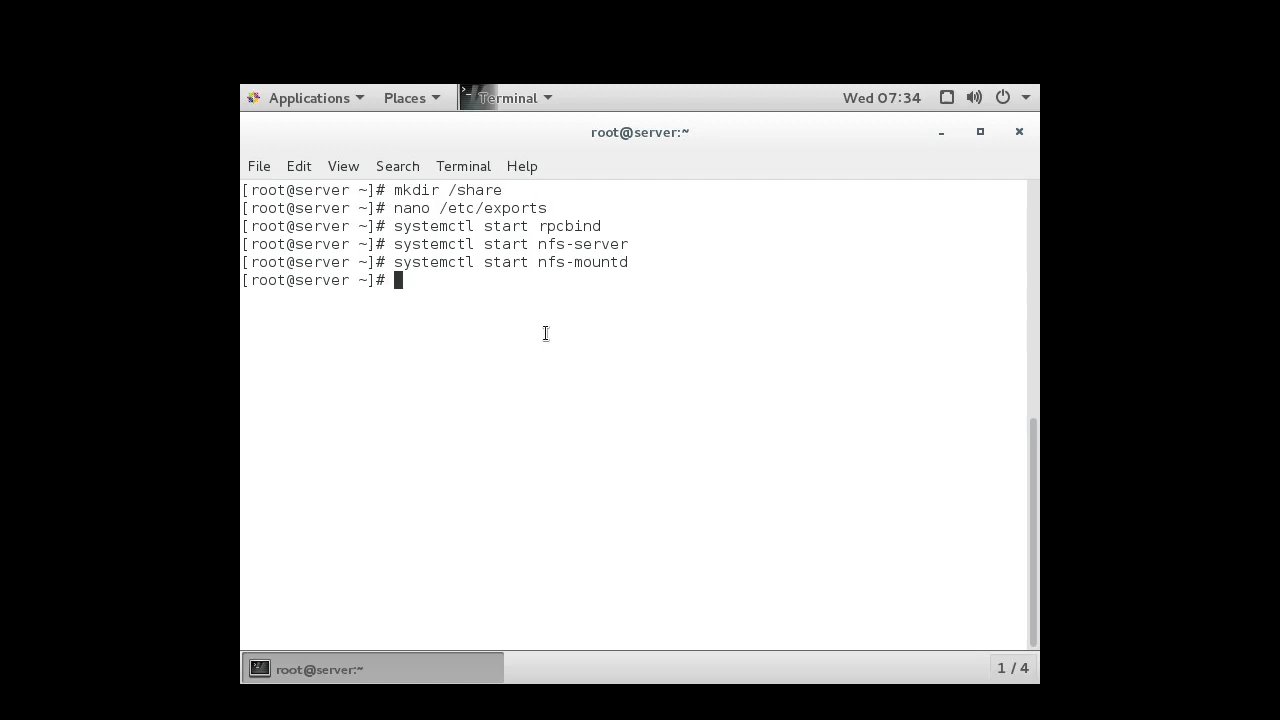 Applications Places Terminal Wed 07:34
root@server:~
File Edit View Search Terminal Help
[root@server ~]# mkdir /share
[root@server ~]# nano /etc/exports
[root@server ~]# systemctl start rpcbind
[root@server ~]# systemctl start nfs-server
[root@server ~]# systemctl start nfs-mountd
[root@server ~]#
root@server:~ 1 / 4